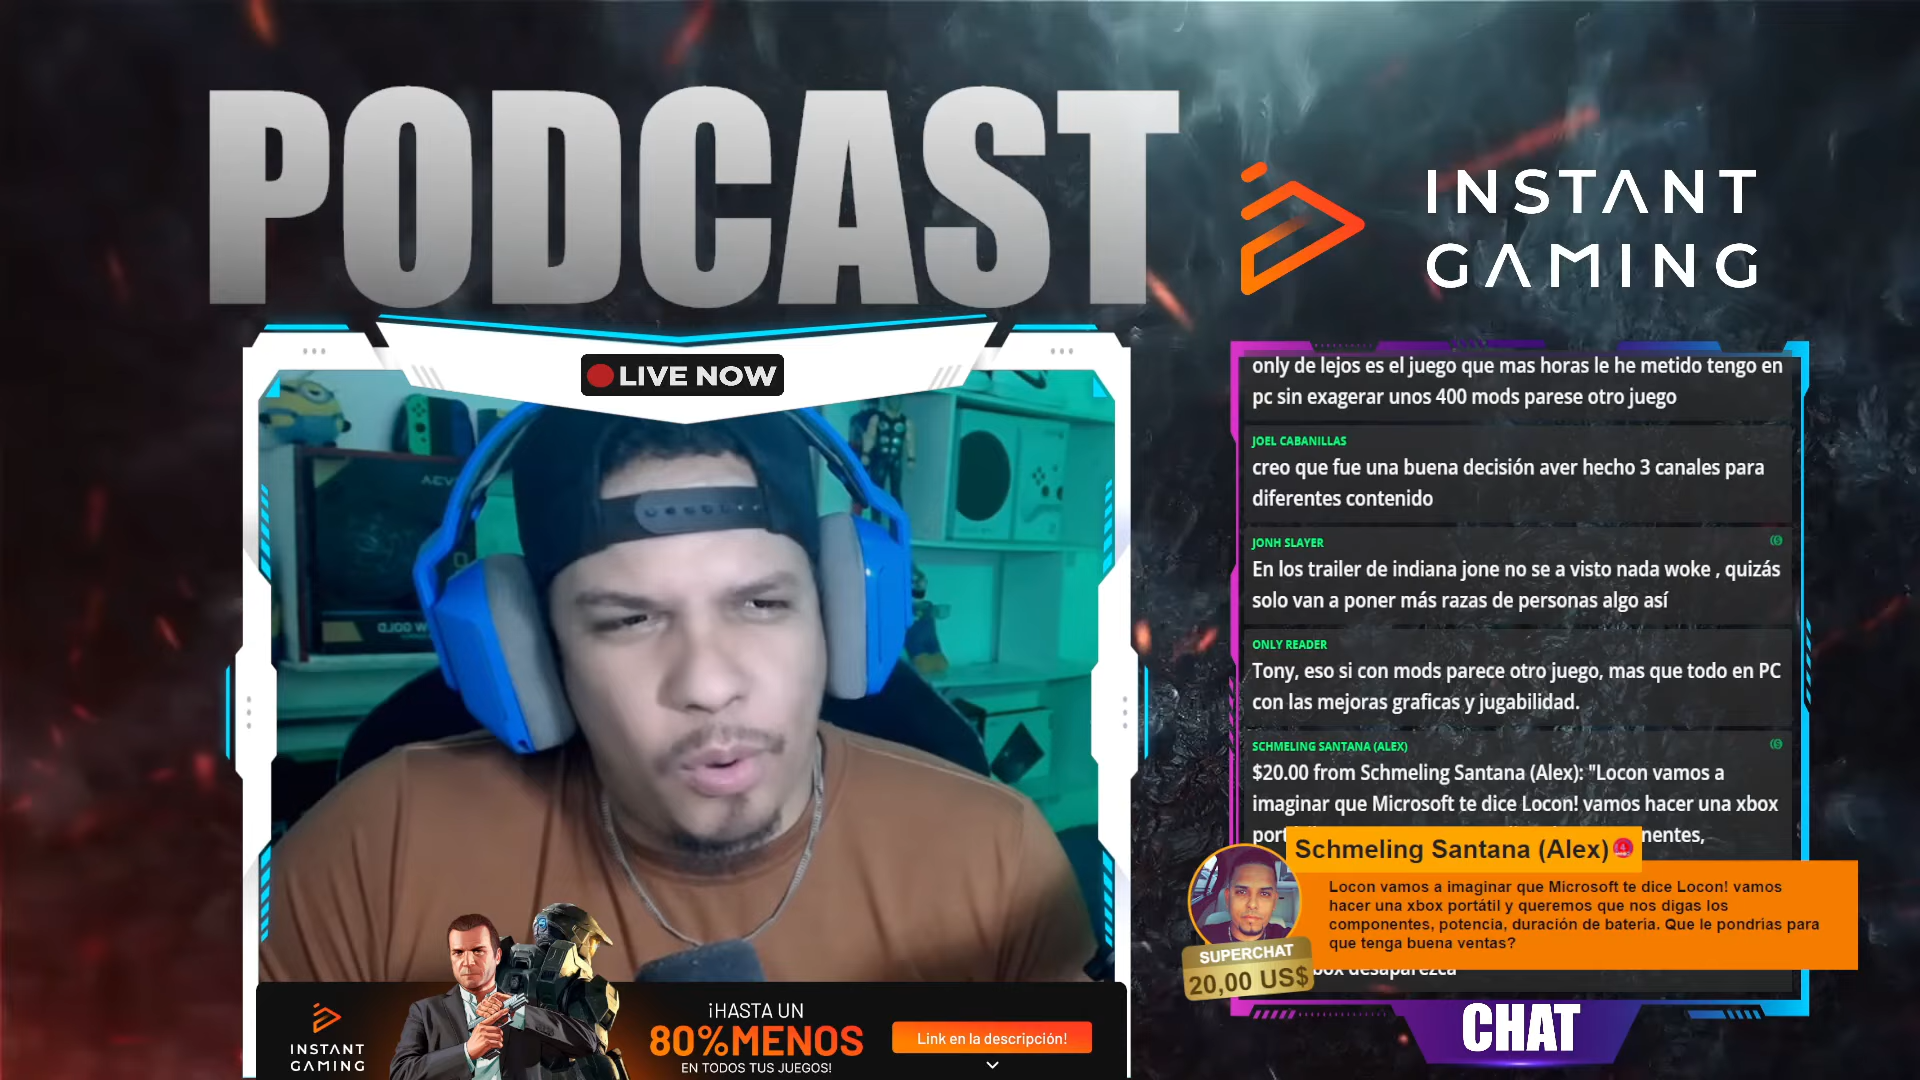 PODCAST
INSTANT
GAMING
LIVE NOW
only de lejos es el juego que mas horas le he metido tengo en
pc sin exagerar unos 400 mods parese otro juego
JOEL CABANILLAS
creo que fue una buena decisión aver hecho 3 canales para
diferentes contenido
JONH SLAYER
En los trailer de indiana jone no se a visto nada woke , quizás
solo van a poner más razas de personas algo así
ONLY READER
Tony, eso si con mods parece otro juego, mas que todo en PC
con las mejoras graficas y jugabilidad.
SCHMELING SANTANA (ALEX)
$20.00 from Schmeling Santana (Alex): "Locon vamos a
imaginar que Microsoft te dice Locon! vamos hacer una xbox
Schmeling Santana (Alex)
Locon vamos a imaginar que Microsoft te dice Locon! vamos
hacer una xbox portátil y queremos que nos digas los
componentes, potencia, duración de bateria. Que le pondrias para
que tenga buena ventas?
SUPERCHAT
20,00 US$
desaparezca
CHAT
INSTANT
GAMING
¡HASTA UN
80%MENOS
EN TODOS TUS JUEGOS!
Link en la descripción!